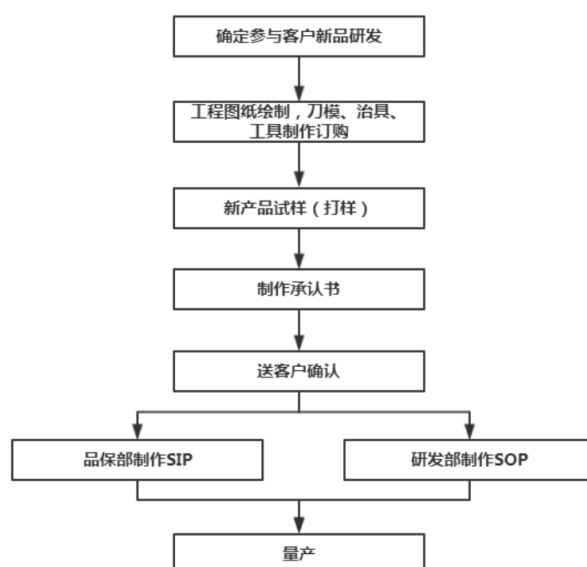 确定参与客户新品研发
工程图纸绘制，刀模、治具、
工具制作订购
新产品试样（打样）
制作承认书
送客户确认
品保部制作SIP
研发部制作SOP
量产